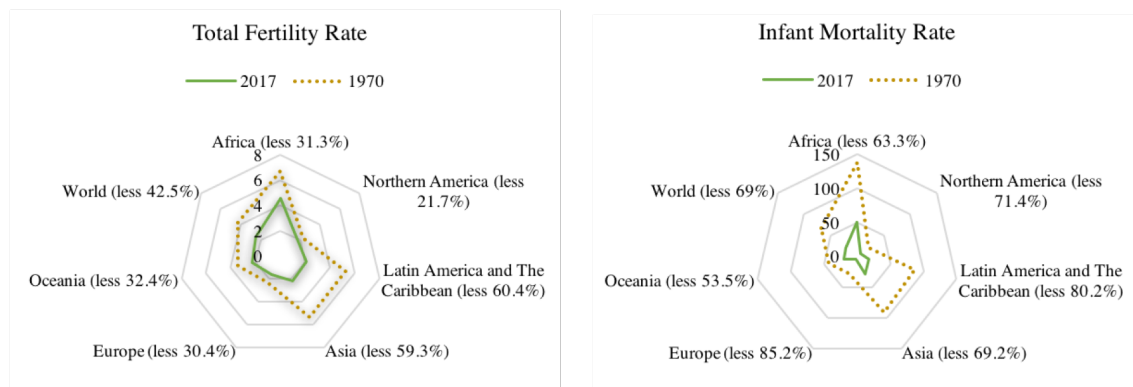 Total Fertility Rate
2017 1970
Africa (less 31.3%)
8
6
4
2
0
Northern America (less
21.7%)
Latin America and The
Caribbean (less 60.4%)
Asia (less 59.3%)
Europe (less 30.4%)
Oceania (less 32.4%)
World (less 42.5%)
Infant Mortality Rate
2017 1970
Africa (less 63.3%)
150
100
50
0
Northern America (less
71.4%)
Latin America and The
Caribbean (less 80.2%)
Asia (less 69.2%)
Europe (less 85.2%)
Oceania (less 53.5%)
World (less 69%)